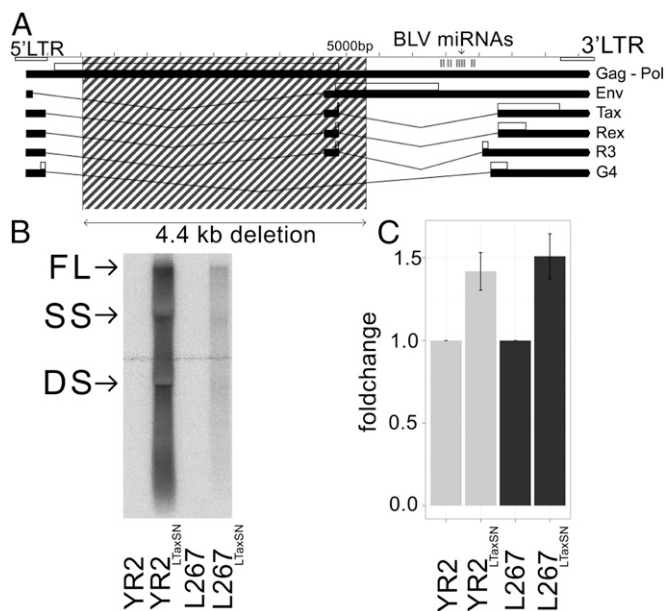 A
5'LTR
5000bp
BLV miRNAs
3'LTR
Gag - Pol
Env
Tax
Rex
R3
G4
4.4 kb deletion
B
FL→
SS→
DS→
YR2
YR2LTaxSN
L267
L267LTaxSN
C
foldchange
1.5
1.0
0.5
0.0
YR2
YR2LTaxSN
L267
L267LTaxSN